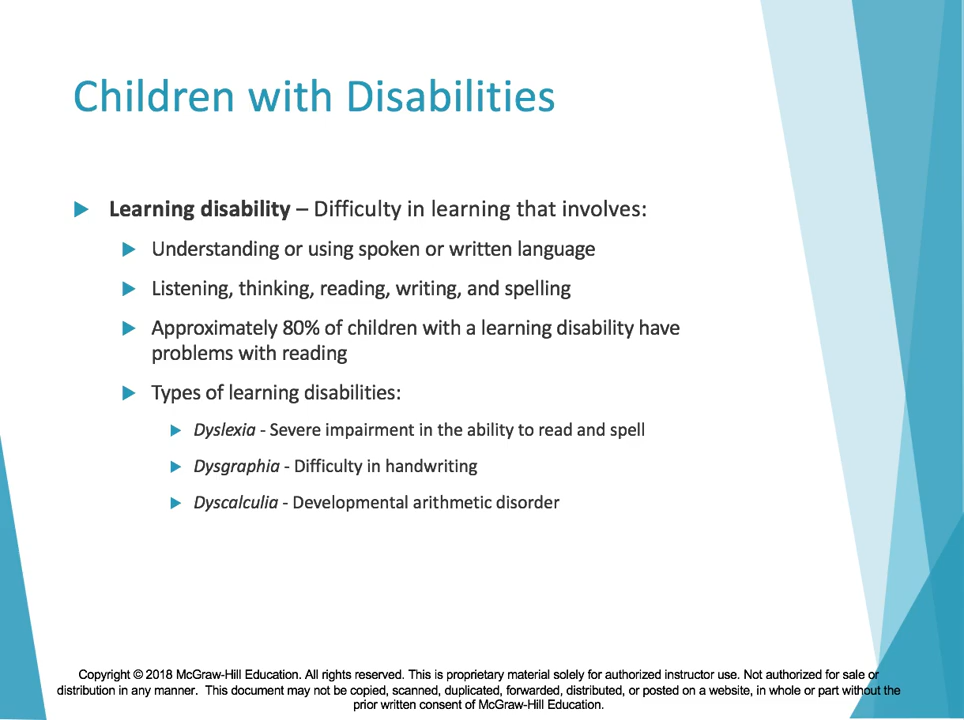 Children with Disabilities
Learning disability – Difficulty in learning that involves:
Understanding or using spoken or written language
Listening, thinking, reading, writing, and spelling
Approximately 80% of children with a learning disability have
problems with reading
Types of learning disabilities:
Dyslexia - Severe impairment in the ability to read and spell
Dysgraphia - Difficulty in handwriting
Dyscalculia - Developmental arithmetic disorder
Copyright © 2018 McGraw-Hill Education. All rights reserved. This is proprietary material solely for authorized instructor use. Not authorized for sale or
distribution in any manner. This document may not be copied, scanned, duplicated, forwarded, distributed, or posted on a website, in whole or part without the
prior written consent of McGraw-Hill Education.